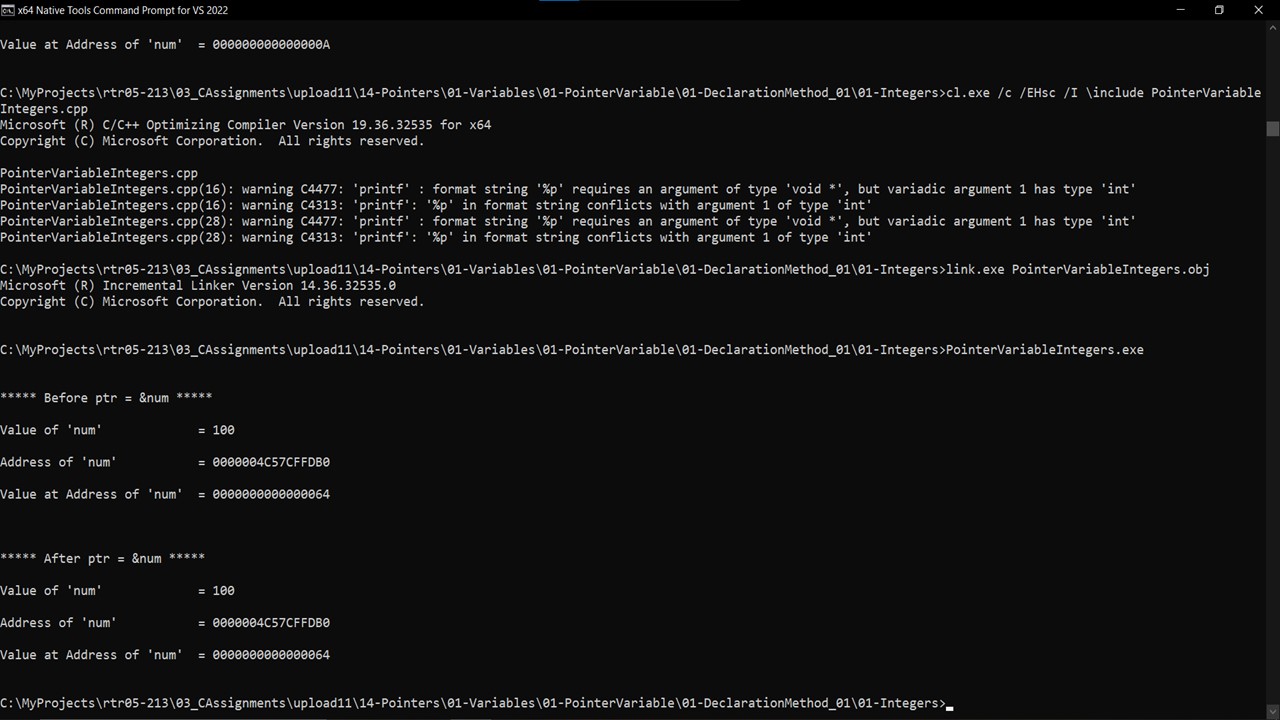 x64 Native Tools Command Prompt for VS 2022
Value at Address of 'num'  = 000000000000000A
C:\MyProjects\rtr05-213\03_CAssignments\upload11\14-Pointers\01-Variables\01-PointerVariable\01-DeclarationMethod_01\01-Integers>cl.exe /c /EHsc /I \include PointerVariable
Integers.cpp
Microsoft (R) C/C++ Optimizing Compiler Version 19.36.32535 for x64
Copyright (C) Microsoft Corporation.  All rights reserved.
PointerVariableIntegers.cpp
PointerVariableIntegers.cpp(16): warning C4477: 'printf' : format string '%p' requires an argument of type 'void *', but variadic argument 1 has type 'int'
PointerVariableIntegers.cpp(16): warning C4313: 'printf': '%p' in format string conflicts with argument 1 of type 'int'
PointerVariableIntegers.cpp(28): warning C4477: 'printf' : format string '%p' requires an argument of type 'void *', but variadic argument 1 has type 'int'
PointerVariableIntegers.cpp(28): warning C4313: 'printf': '%p' in format string conflicts with argument 1 of type 'int'
C:\MyProjects\rtr05-213\03_CAssignments\upload11\14-Pointers\01-Variables\01-PointerVariable\01-DeclarationMethod_01\01-Integers>link.exe PointerVariableIntegers.obj
Microsoft (R) Incremental Linker Version 14.36.32535.0
Copyright (C) Microsoft Corporation.  All rights reserved.
C:\MyProjects\rtr05-213\03_CAssignments\upload11\14-Pointers\01-Variables\01-PointerVariable\01-DeclarationMethod_01\01-Integers>PointerVariableIntegers.exe
***** Before ptr = &num *****
Value of 'num'             = 100
Address of 'num'           = 0000004C57CFFDB0
Value at Address of 'num'  = 0000000000000064
***** After ptr = &num *****
Value of 'num'             = 100
Address of 'num'           = 0000004C57CFFDB0
Value at Address of 'num'  = 0000000000000064
C:\MyProjects\rtr05-213\03_CAssignments\upload11\14-Pointers\01-Variables\01-PointerVariable\01-DeclarationMethod_01\01-Integers>